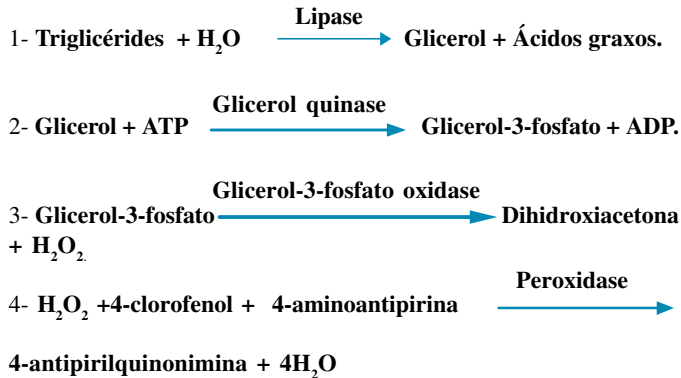 Lipase
1- Triglicérides + H₂O Glicerol + Ácidos graxos.
Glicerol quinase
2- Glicerol + ATP Glicerol-3-fosfato + ADP.
Glicerol-3-fosfato oxidase
3- Glicerol-3-fosfato Dihidroxiacetona
+ H₂O₂.
Peroxidase
4- H₂O₂ +4-clorofenol + 4-aminoantipirina
4-antipirilquinonimina + 4H₂O